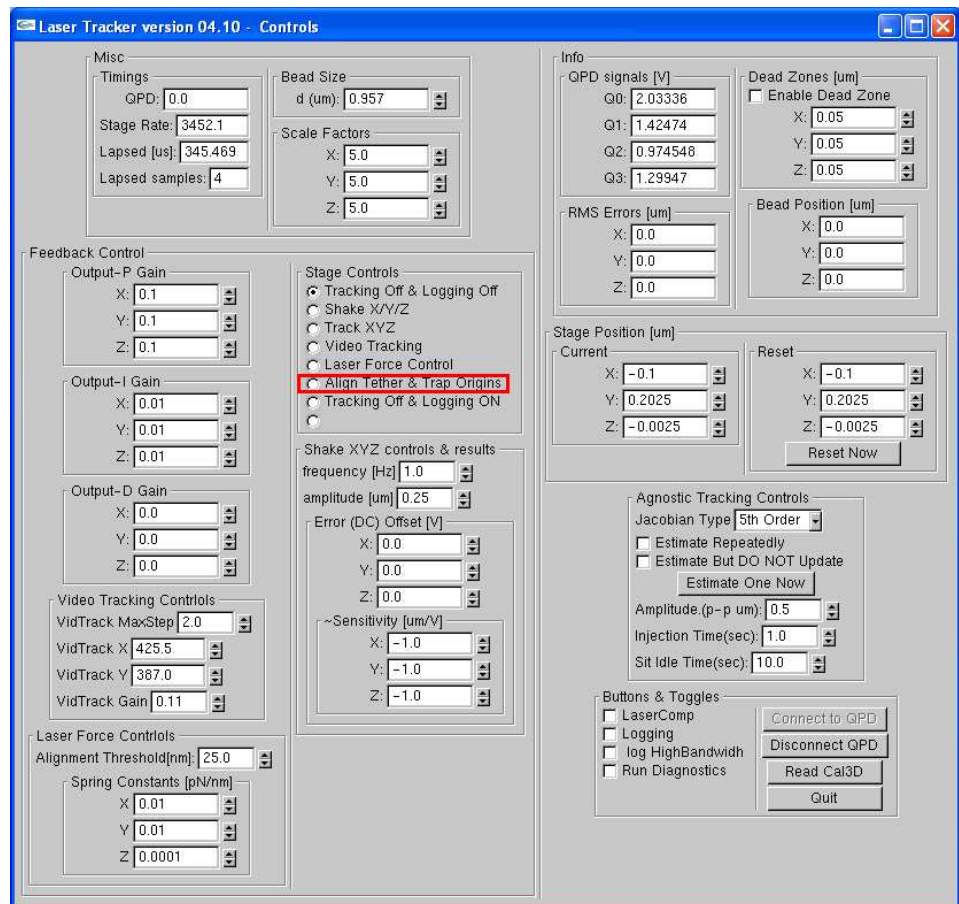 Laser Tracker version 04.10 - Controls
Misc
Timings
QPD: 0.0
Stage Rate: 3452.1
Lapsed [us]: 345.469
Lapsed samples: 4
Bead Size
d (um): 0.957
Scale Factors
X: 5.0
Y: 5.0
Z: 5.0
Feedback Control
Output-P Gain
X: 0.1
Y: 0.1
Z: 0.1
Output-I Gain
X: 0.01
Y: 0.01
Z: 0.01
Output-D Gain
X: 0.0
Y: 0.0
Z: 0.0
Video Tracking Contrlols
VidTrack MaxStep 2.0
VidTrack X 425.5
VidTrack Y 387.0
VidTrack Gain 0.11
Laser Force Contrlols
Alignment Threshold[nm]: 25.0
Spring Constants [pN/nm]
X 0.01
Y 0.01
Z 0.0001
Stage Controls
Tracking Off & Logging Off
Shake X/Y/Z
Track XYZ
Video Tracking
Laser Force Control
Align Tether & Trap Origins
Tracking Off & Logging ON
Shake XYZ controls & results
frequency [Hz] 1.0
amplitude [um] 0.25
Error (DC) Offset [V]
X: 0.0
Y: 0.0
Z: 0.0
~Sensitivity [um/V]
X: -1.0
Y: -1.0
Z: -1.0
Info
QPD signals [V]
Q0: 2.03336
Q1: 1.42474
Q2: 0.974548
Q3: 1.29947
RMS Errors [um]
X: 0.0
Y: 0.0
Z: 0.0
Dead Zones [um]
Enable Dead Zone
X: 0.05
Y: 0.05
Z: 0.05
Bead Position [um]
X: 0.0
Y: 0.0
Z: 0.0
Stage Position [um]
Current
X: -0.1
Y: 0.2025
Z: -0.0025
Reset
X: -0.1
Y: 0.2025
Z: -0.0025
Reset Now
Agnostic Tracking Controls
Jacobian Type 5th Order
Estimate Repeatedly
Estimate But DO NOT Update
Estimate One Now
Amplitude.(p-p um): 0.5
Injection Time(sec): 1.0
Sit Idle Time(sec): 10.0
Buttons & Toggles
LaserComp
Logging
log HighBandwidh
Run Diagnostics
Connect to QPD
Disconnect QPD
Read Cal3D
Quit